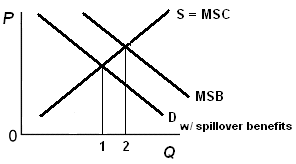 P
S = MSC
MSB
D w/ spillover benefits
0
1 2
Q